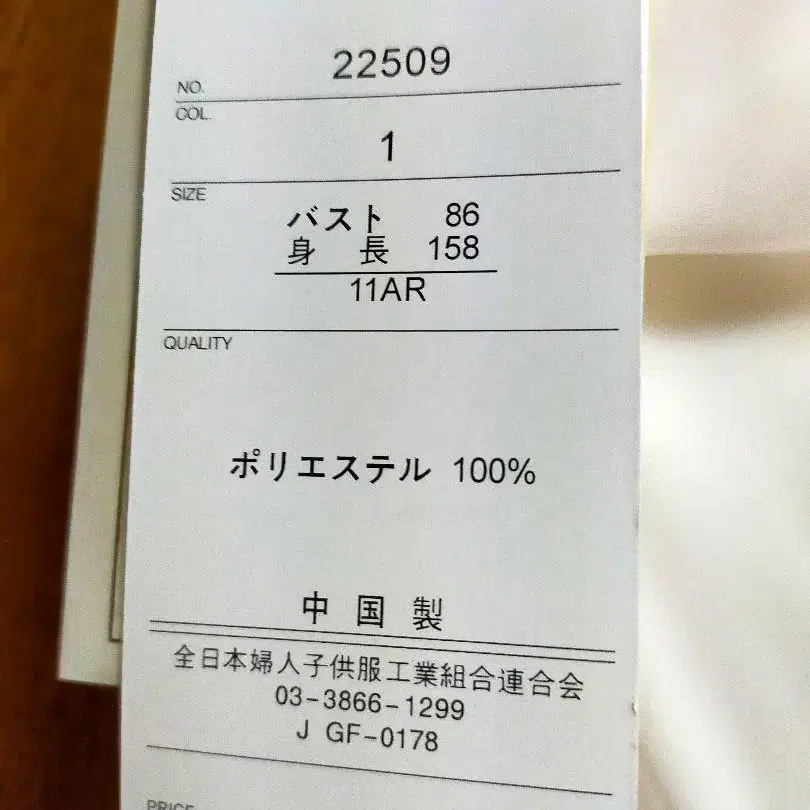 NO. 22509
COL. 1
SIZE
バスト 86
身長 158
11AR
QUALITY
ポリエステル 100%
中国製
全日本婦人子供服工業組合連合会
03-3866-1299
J GF-0178
PRICE